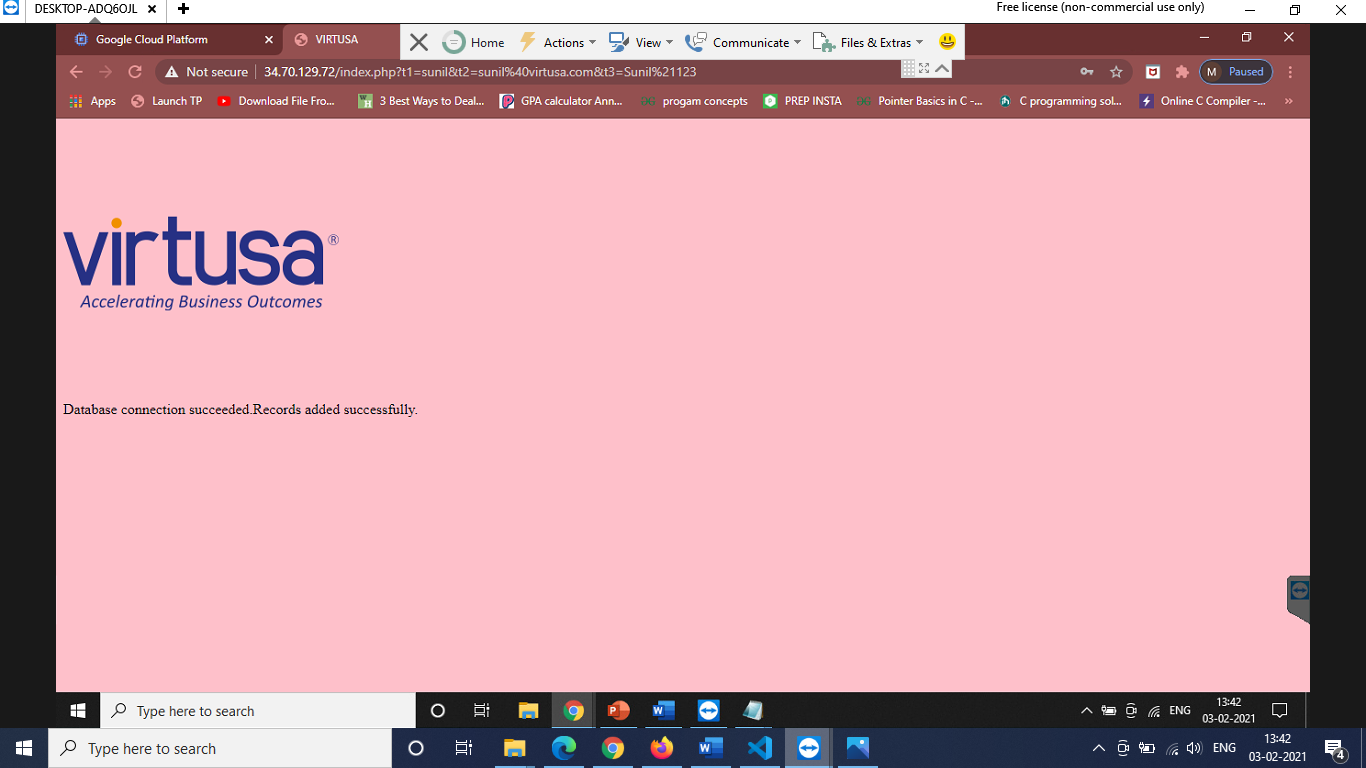 DESKTOP-ADQ6OJL
Free license (non-commercial use only)
Google Cloud Platform
VIRTUSA
Home
Actions
View
Communicate
Files & Extras
Not secure
34.70.129.72/index.php?t1=sunil&t2=sunil%40virtusa.com&t3=Sunil%21123
M Paused
Apps
Launch TP
Download File Fro...
3 Best Ways to Deal...
GPA calculator Ann...
progam concepts
PREP INSTA
Pointer Basics in C -...
C programming sol...
Online C Compiler -...
»
virtusa®
Accelerating Business Outcomes
Database connection succeeded.Records added successfully.
Type here to search
ENG
13:42
03-02-2021
Type here to search
ENG
13:42
03-02-2021
4